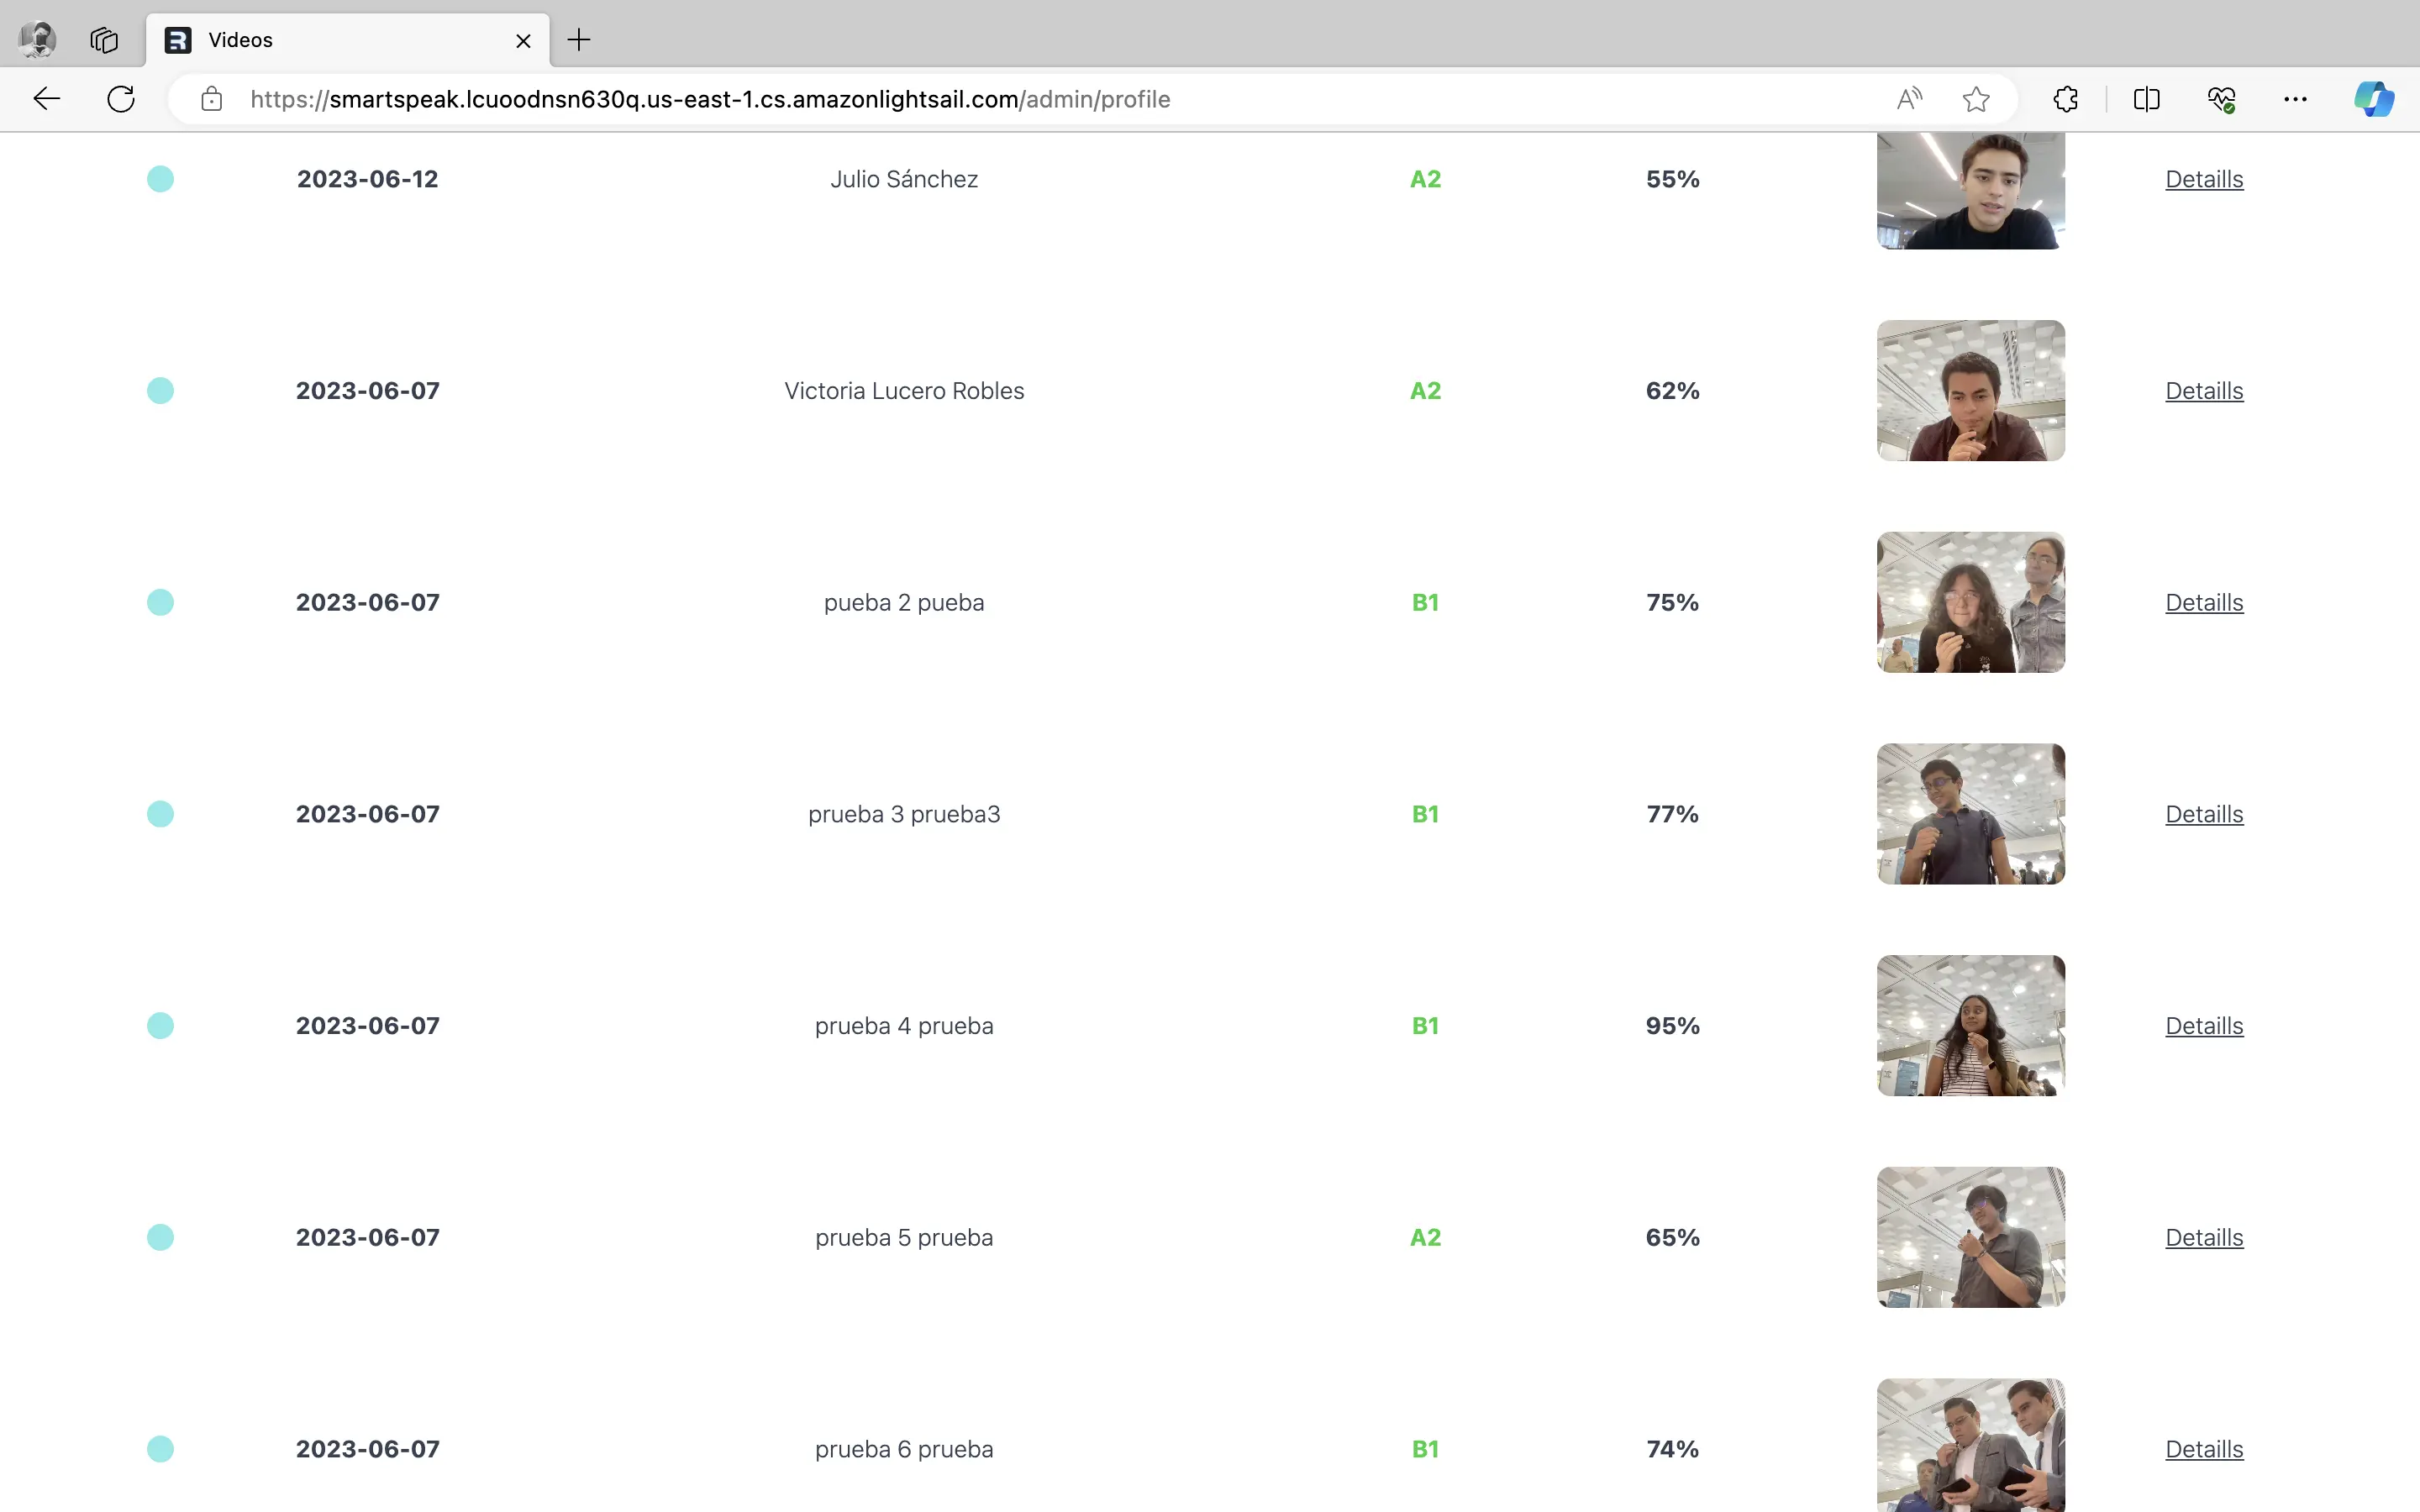 Videos
https://smartspeak.lcuoodnsn630q.us-east-1.cs.amazonlightsail.com/admin/profile
2023-06-12 Julio Sánchez A2 55% Detaills
2023-06-07 Victoria Lucero Robles A2 62% Detaills
2023-06-07 pueba 2 pueba B1 75% Detaills
2023-06-07 prueba 3 prueba3 B1 77% Detaills
2023-06-07 prueba 4 prueba B1 95% Detaills
2023-06-07 prueba 5 prueba A2 65% Detaills
2023-06-07 prueba 6 prueba B1 74% Detaills